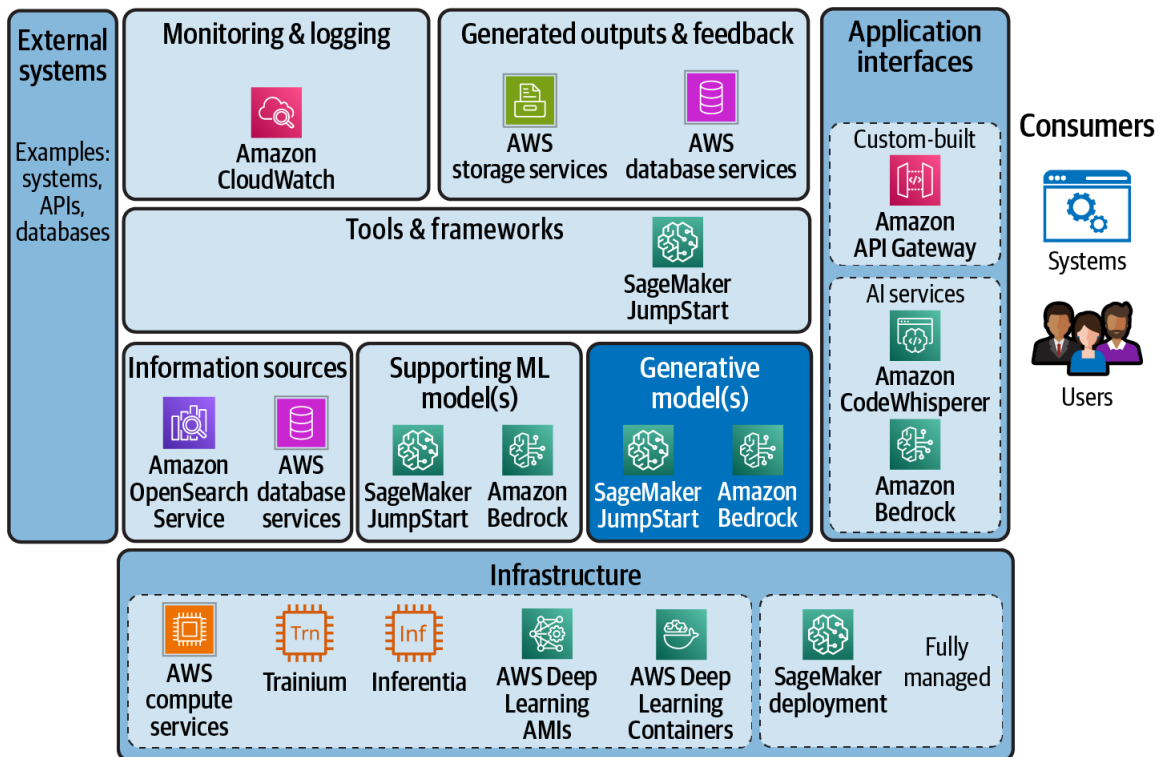 External
systems
Examples:
systems,
APIs,
databases
Monitoring & logging
Amazon
CloudWatch
Generated outputs & feedback
AWS
storage services
AWS
database services
Application
interfaces
Custom-built
Amazon
API Gateway
AI services
Amazon
CodeWhisperer
Amazon
Bedrock
Consumers
Systems
Users
Tools & frameworks
SageMaker
JumpStart
Information sources
Amazon
OpenSearch
Service
AWS
database
services
Supporting ML
model(s)
SageMaker
JumpStart
Amazon
Bedrock
Generative
model(s)
SageMaker
JumpStart
Amazon
Bedrock
Infrastructure
AWS
compute
services
Trn
Trainium
Inf
Inferentia
AWS Deep
Learning
AMIs
AWS Deep
Learning
Containers
SageMaker
deployment
Fully
managed